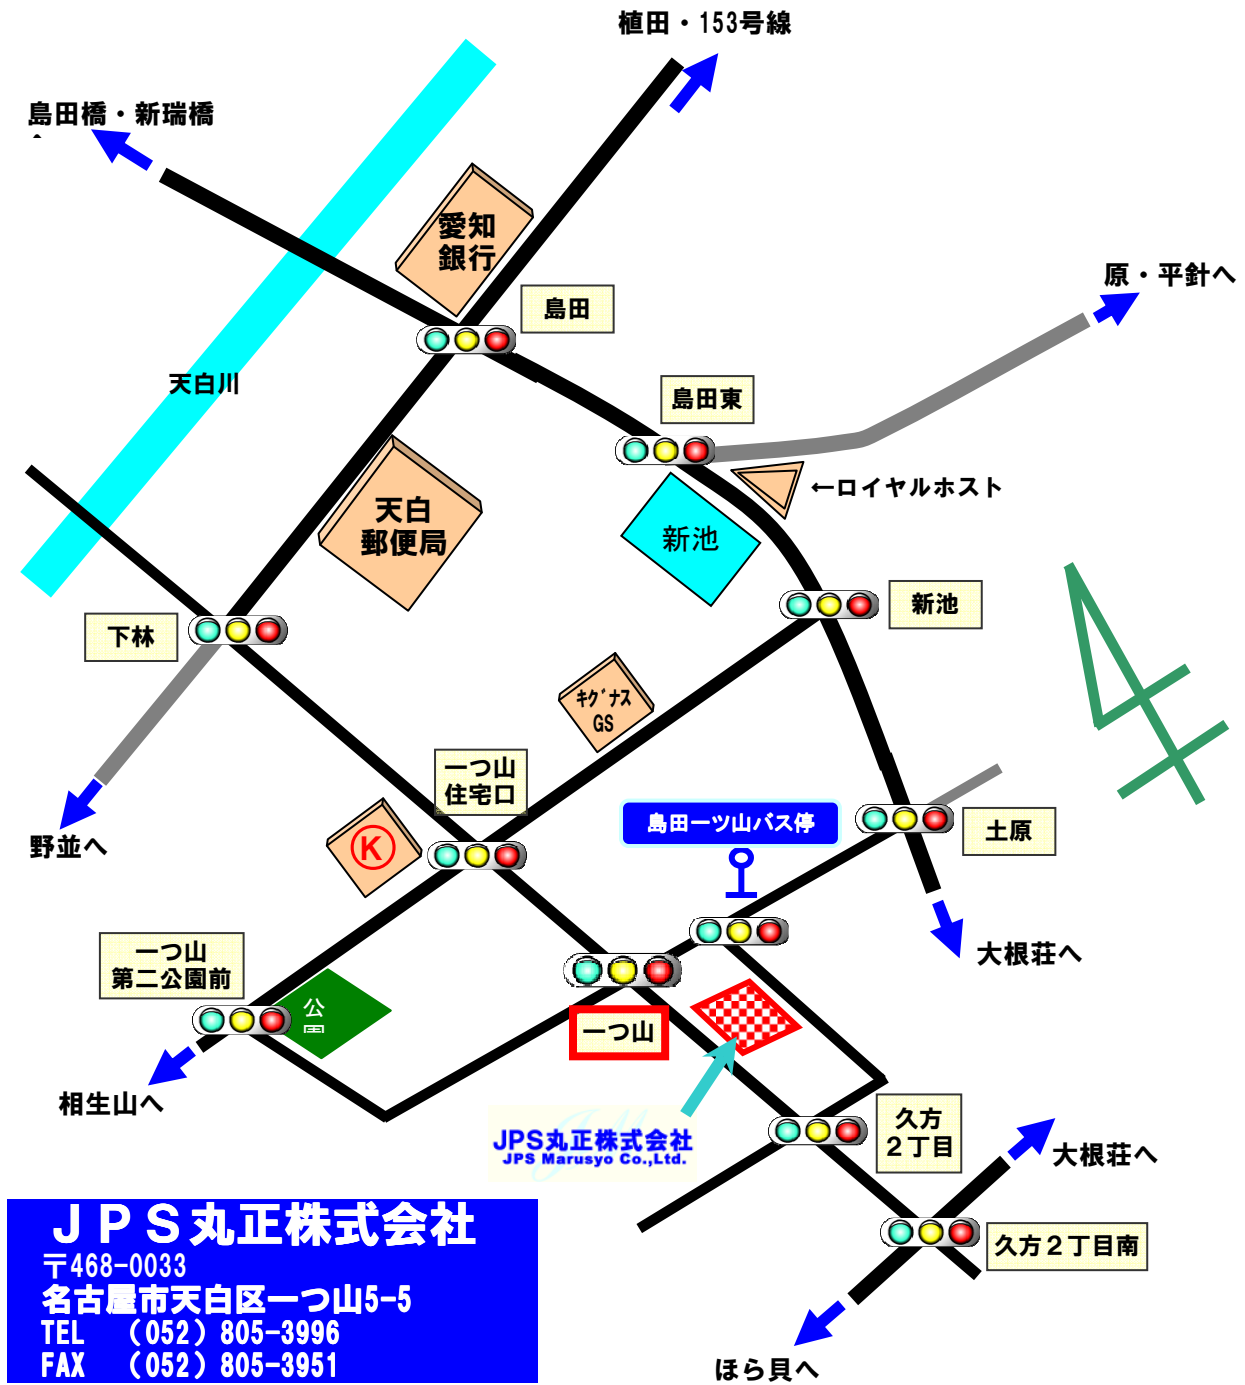 植田・153号線
島田橋・新瑞橋
愛知
銀行
島田
原・平針へ
天白川
島田東
←ロイヤルホスト
天白
郵便局
新池
新池
下林
ｷｸﾞﾅｽ
GS
一つ山
住宅口
島田一ツ山バス停
土原
野並へ
K
一つ山
第二公園前
大根荘へ
公
園
一つ山
相生山へ
久方
２丁目
JPS丸正株式会社
JPS Marusyo Co.,Ltd.
大根荘へ
久方２丁目南
ＪＰＳ丸正株式会社
〒468-0033
名古屋市天白区一つ山5-5
TEL （052）805-3996
FAX （052）805-3951
ほら貝へ